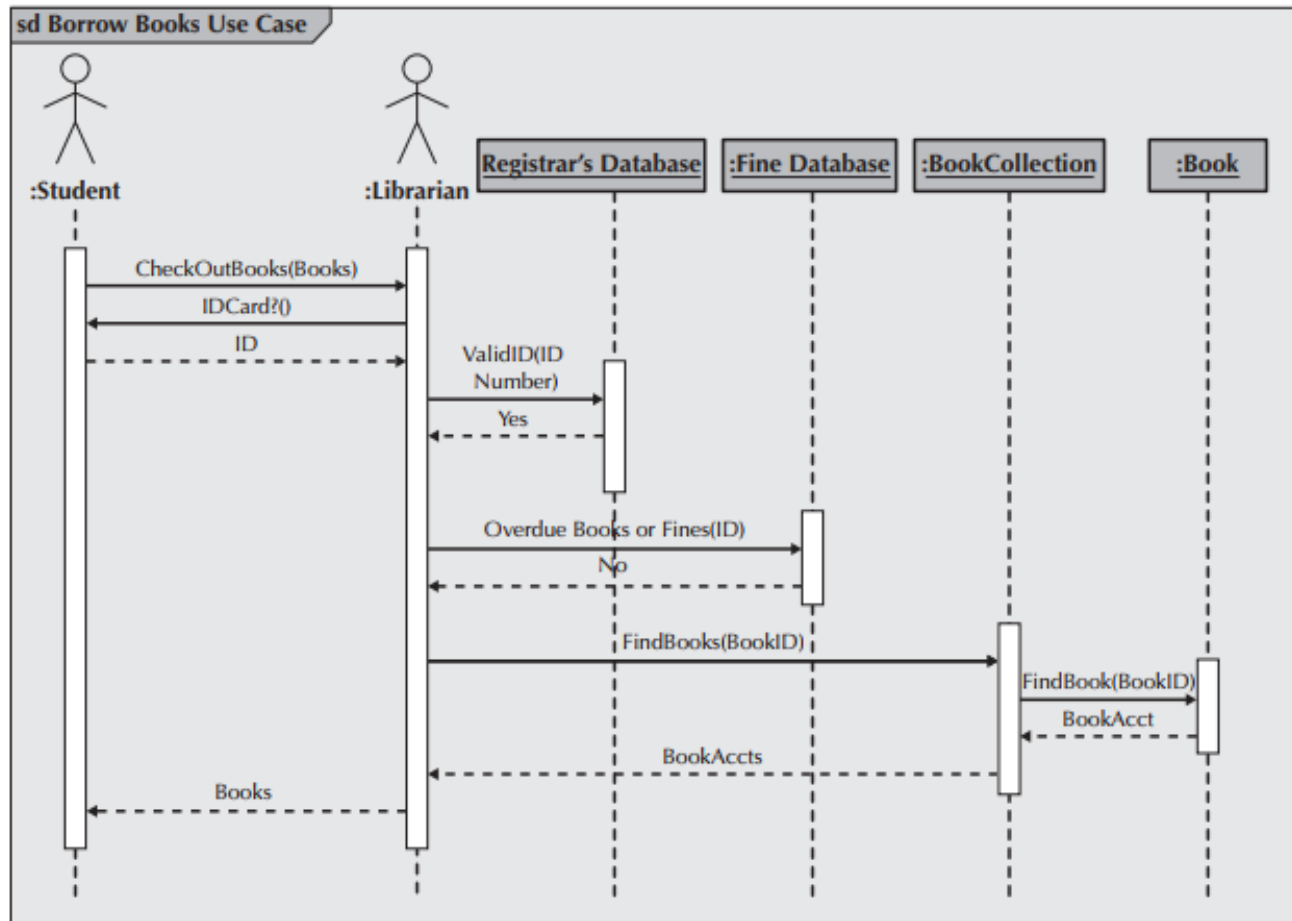 sd Borrow Books Use Case
:Student
:Librarian
Registrar's Database
:Fine Database
:BookCollection
:Book
CheckOutBooks(Books)
IDCard?()
ID
ValidID(ID
Number)
Yes
Overdue Books or Fines(ID)
No
FindBooks(BookID)
FindBook(BookID)
BookAcct
BookAccts
Books